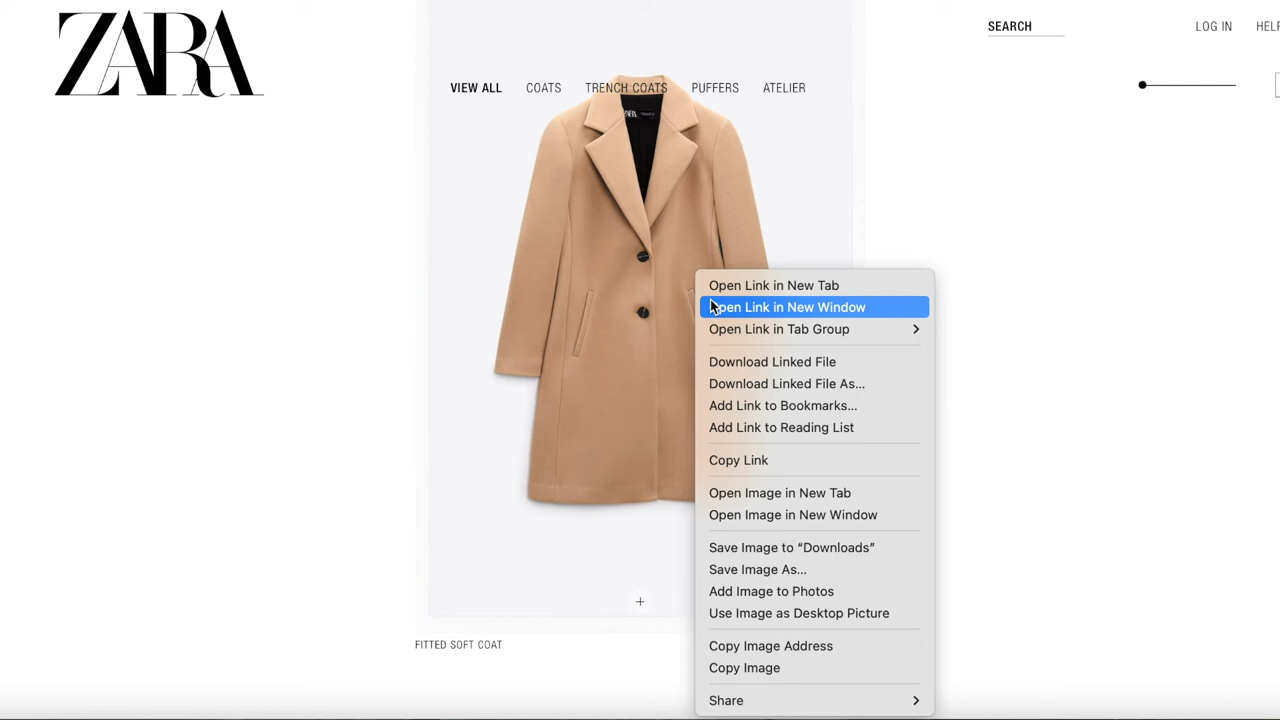 ZARA
SEARCH
LOG IN
HELP
VIEW ALL
COATS
TRENCH COATS
PUFFERS
ATELIER
ZARA
Open Link in New Tab
Open Link in New Window
Open Link in Tab Group
Download Linked File
Download Linked File As...
Add Link to Bookmarks...
Add Link to Reading List
Copy Link
Open Image in New Tab
Open Image in New Window
Save Image to “Downloads”
Save Image As...
Add Image to Photos
Use Image as Desktop Picture
Copy Image Address
Copy Image
Share
FITTED SOFT COAT